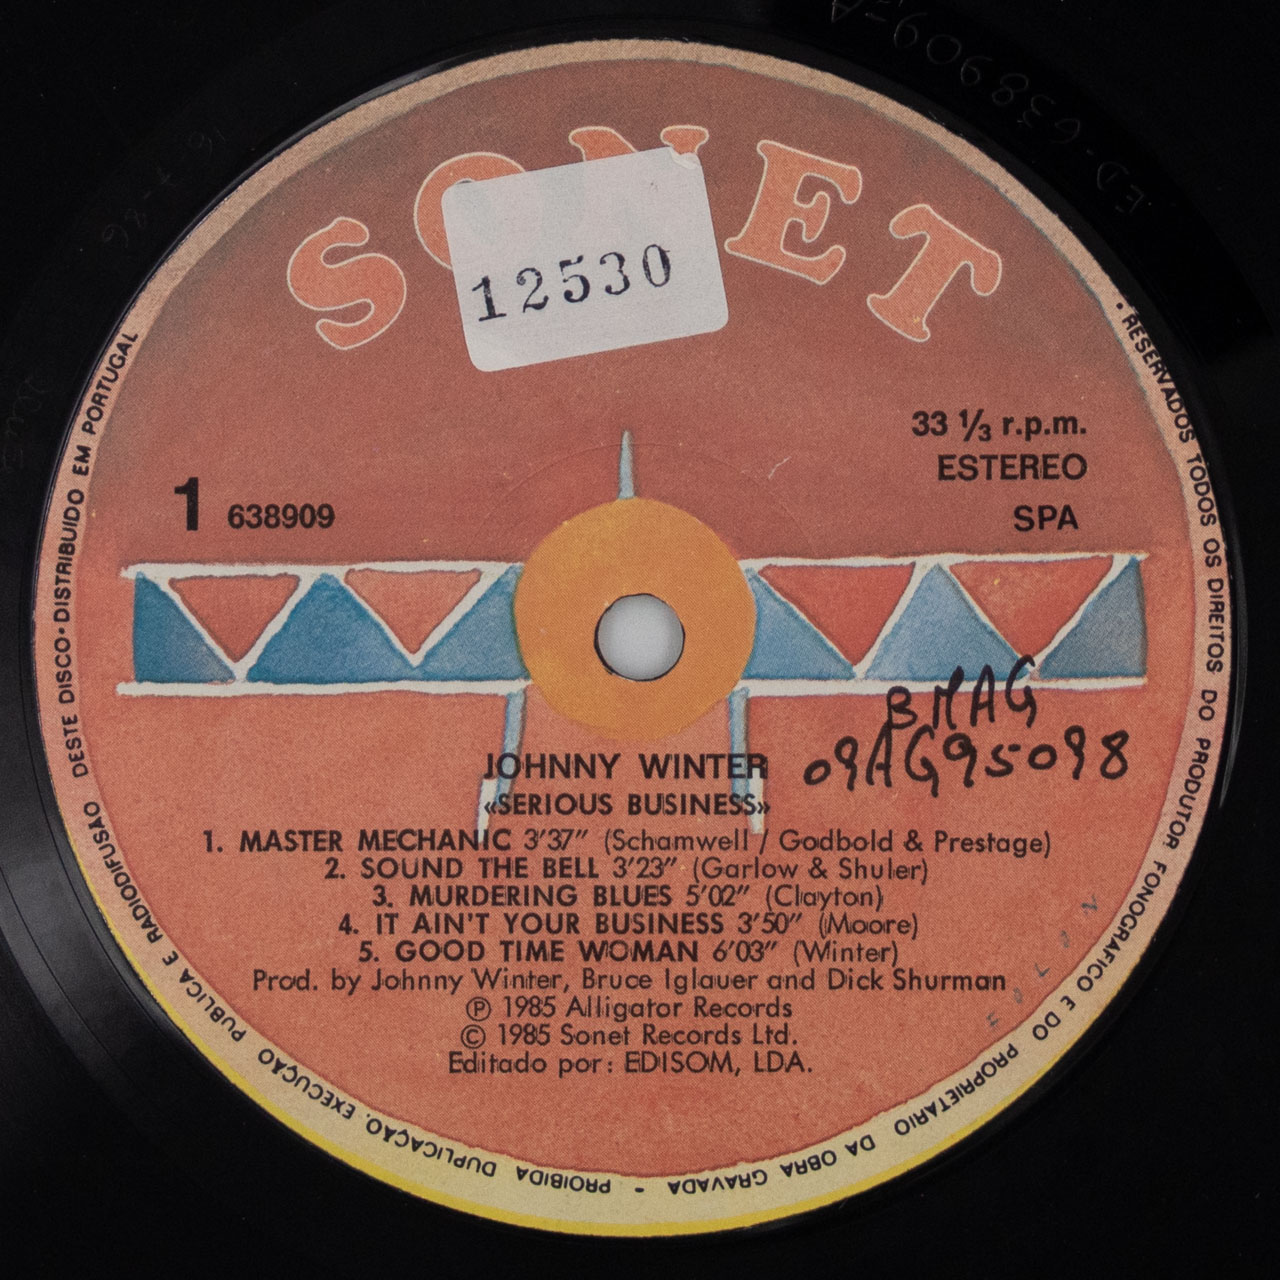 SONET
12530
33 ⅓ r.p.m.
ESTEREO
1 638909
SPA
BMAG
09AG95098
JOHNNY WINTER
«SERIOUS BUSINESS»
1. MASTER MECHANIC 3'37" (Schamwell / Godbold & Prestage)
2. SOUND THE BELL 3'23" (Garlow & Shuler)
3. MURDERING BLUES 5'02" (Clayton)
4. IT AIN'T YOUR BUSINESS 3'50" (Moore)
5. GOOD TIME WOMAN 6'03" (Winter)
Prod. by Johnny Winter, Bruce Iglauer and Dick Shurman
℗ 1985 Alligator Records
© 1985 Sonet Records Ltd.
Editado por: EDISOM, LDA.
• RESERVADOS TODOS OS DIREITOS DO PRODUTOR FONOGRAFICO E DO PROPRIETARIO DA OBRA GRAVADA - PROIBIDA DUPLICAÇÃO, EXECUÇÃO PUBLICA E RADIODIFUSÃO DESTE DISCO • DISTRIBUIDO EM PORTUGAL
ED-638909-A